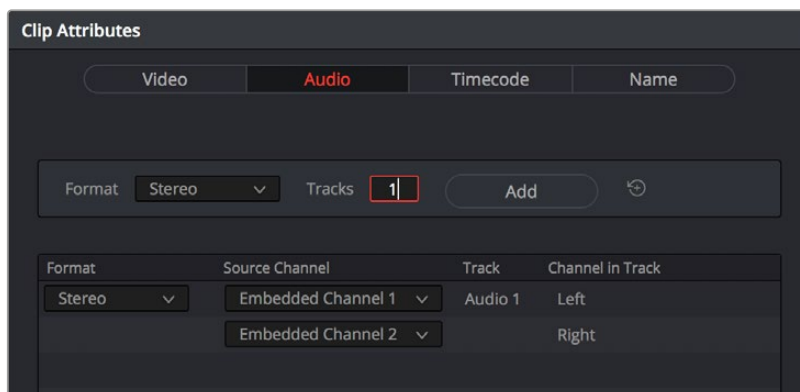 Clip Attributes
Video Audio Timecode Name
Format Stereo Tracks 1 Add
Format Source Channel Track Channel in Track
Stereo Embedded Channel 1 Audio 1 Left
Embedded Channel 2 Right